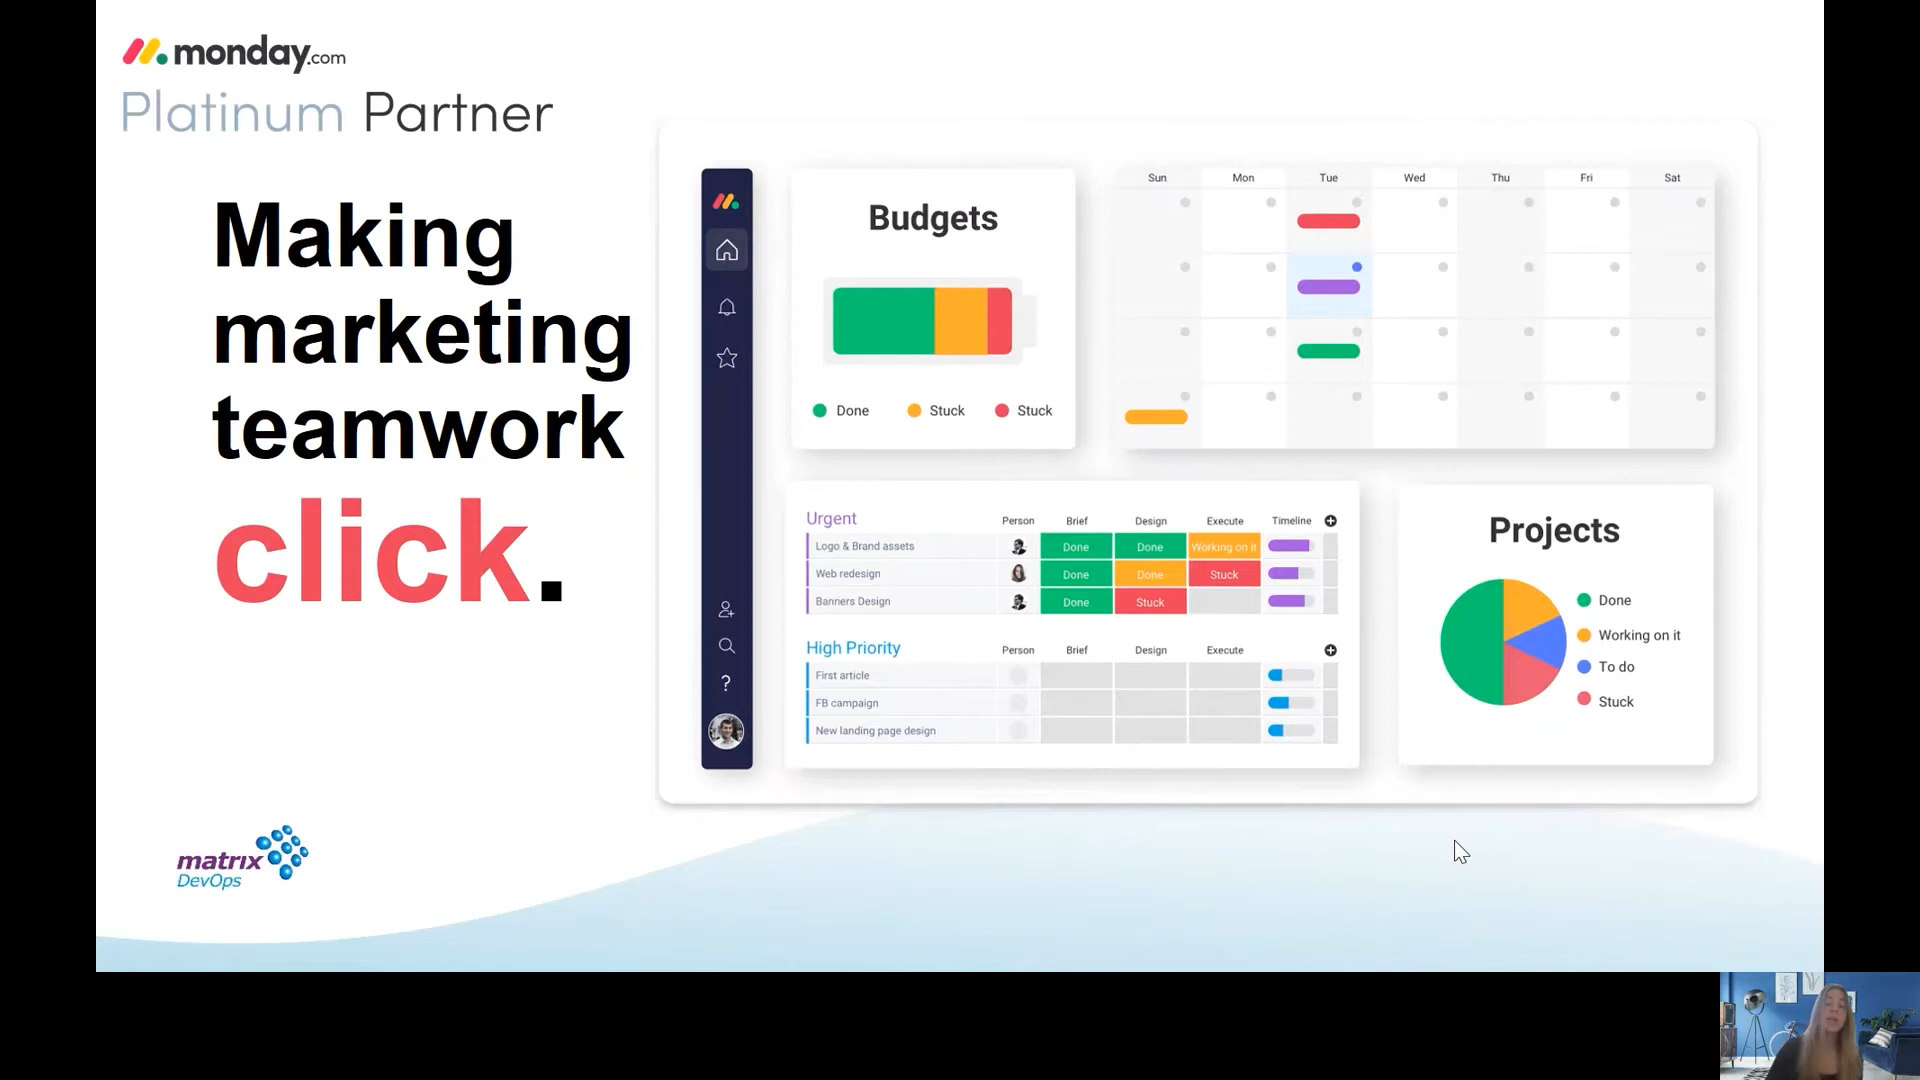 monday.com
Platinum Partner
Making
marketing
teamwork
click.
matrix
DevOps
Budgets
Done Stuck Stuck
Sun Mon Tue Wed Thu Fri Sat
Urgent Person Brief Design Execute Timeline
Logo & Brand assets Done Done Working on it
Web redesign Done Done Stuck
Banners Design Done Stuck
High Priority Person Brief Design Execute
First article
FB campaign
New landing page design
?
Projects
Done
Working on it
To do
Stuck